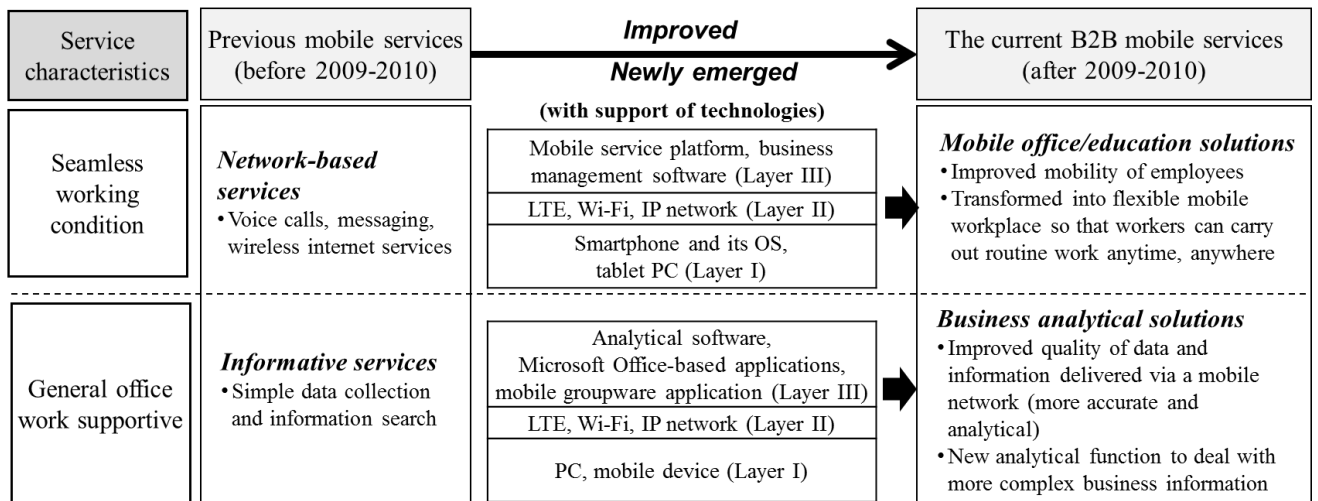 Service
characteristics
Previous mobile services
(before 2009-2010)
Improved
Newly emerged
(with support of technologies)
The current B2B mobile services
(after 2009-2010)
Seamless
working
condition
Network-based
services
•Voice calls, messaging,
wireless internet services
Mobile service platform, business
management software (Layer III)
LTE, Wi-Fi, IP network (Layer II)
Smartphone and its OS,
tablet PC (Layer I)
Mobile office/education solutions
•Improved mobility of employees
•Transformed into flexible mobile
workplace so that workers can carry
out routine work anytime, anywhere
General office
work supportive
Informative services
•Simple data collection
and information search
Analytical software,
Microsoft Office-based applications,
mobile groupware application (Layer III)
LTE, Wi-Fi, IP network (Layer II)
PC, mobile device (Layer I)
Business analytical solutions
•Improved quality of data and
information delivered via a mobile
network (more accurate and
analytical)
•New analytical function to deal with
more complex business information